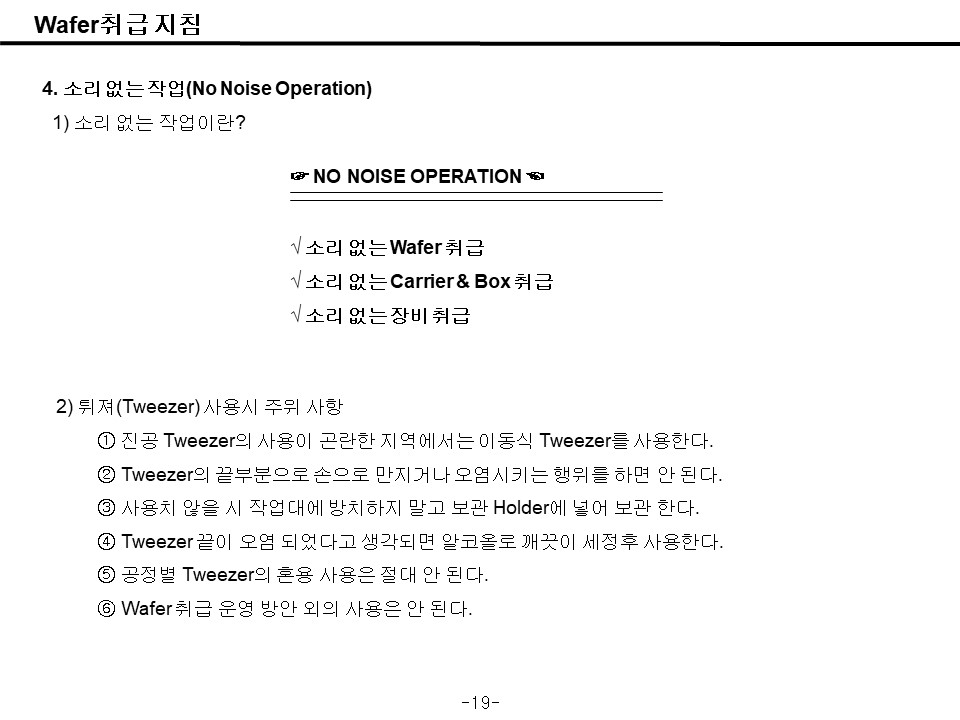 Wafer취급 지침
4. 소리 없는 작업(No Noise Operation)
1) 소리 없는 작업이란?
☞ NO NOISE OPERATION ☜
√ 소리 없는 Wafer 취급
√ 소리 없는 Carrier & Box 취급
√ 소리 없는 장비 취급
2) 튀져(Tweezer) 사용시 주위 사항
① 진공 Tweezer의 사용이 곤란한 지역에서는 이동식 Tweezer를 사용한다.
② Tweezer의 끝부분으로 손으로 만지거나 오염시키는 행위를 하면 안 된다.
③ 사용치 않을 시 작업대에 방치하지 말고 보관 Holder에 넣어 보관 한다.
④ Tweezer 끝이 오염 되었다고 생각되면 알코올로 깨끗이 세정후 사용한다.
⑤ 공정별 Tweezer의 혼용 사용은 절대 안 된다.
⑥ Wafer 취급 운영 방안 외의 사용은 안 된다.
-19-